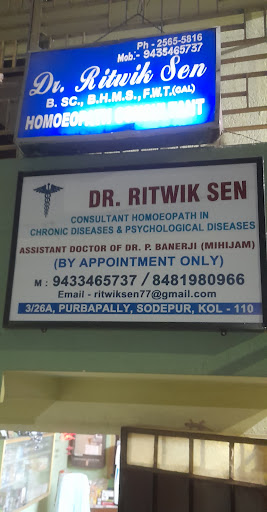 Ph - 2565-5816
Mob:- 9433465737
Dr. Ritwik Sen
B. SC., B.H.M.S., F.W.T.(CAL)
HOMOEOPATH CONSULTANT
DR. RITWIK SEN
CONSULTANT HOMOEOPATH IN
CHRONIC DISEASES & PSYCHOLOGICAL DISEASES
ASSISTANT DOCTOR OF DR. P. BANERJI (MIHIJAM)
(BY APPOINTMENT ONLY)
M : 9433465737 / 8481980966
Email - ritwiksen77@gmail.com
3/26A, PURBAPALLY, SODEPUR, KOL - 110